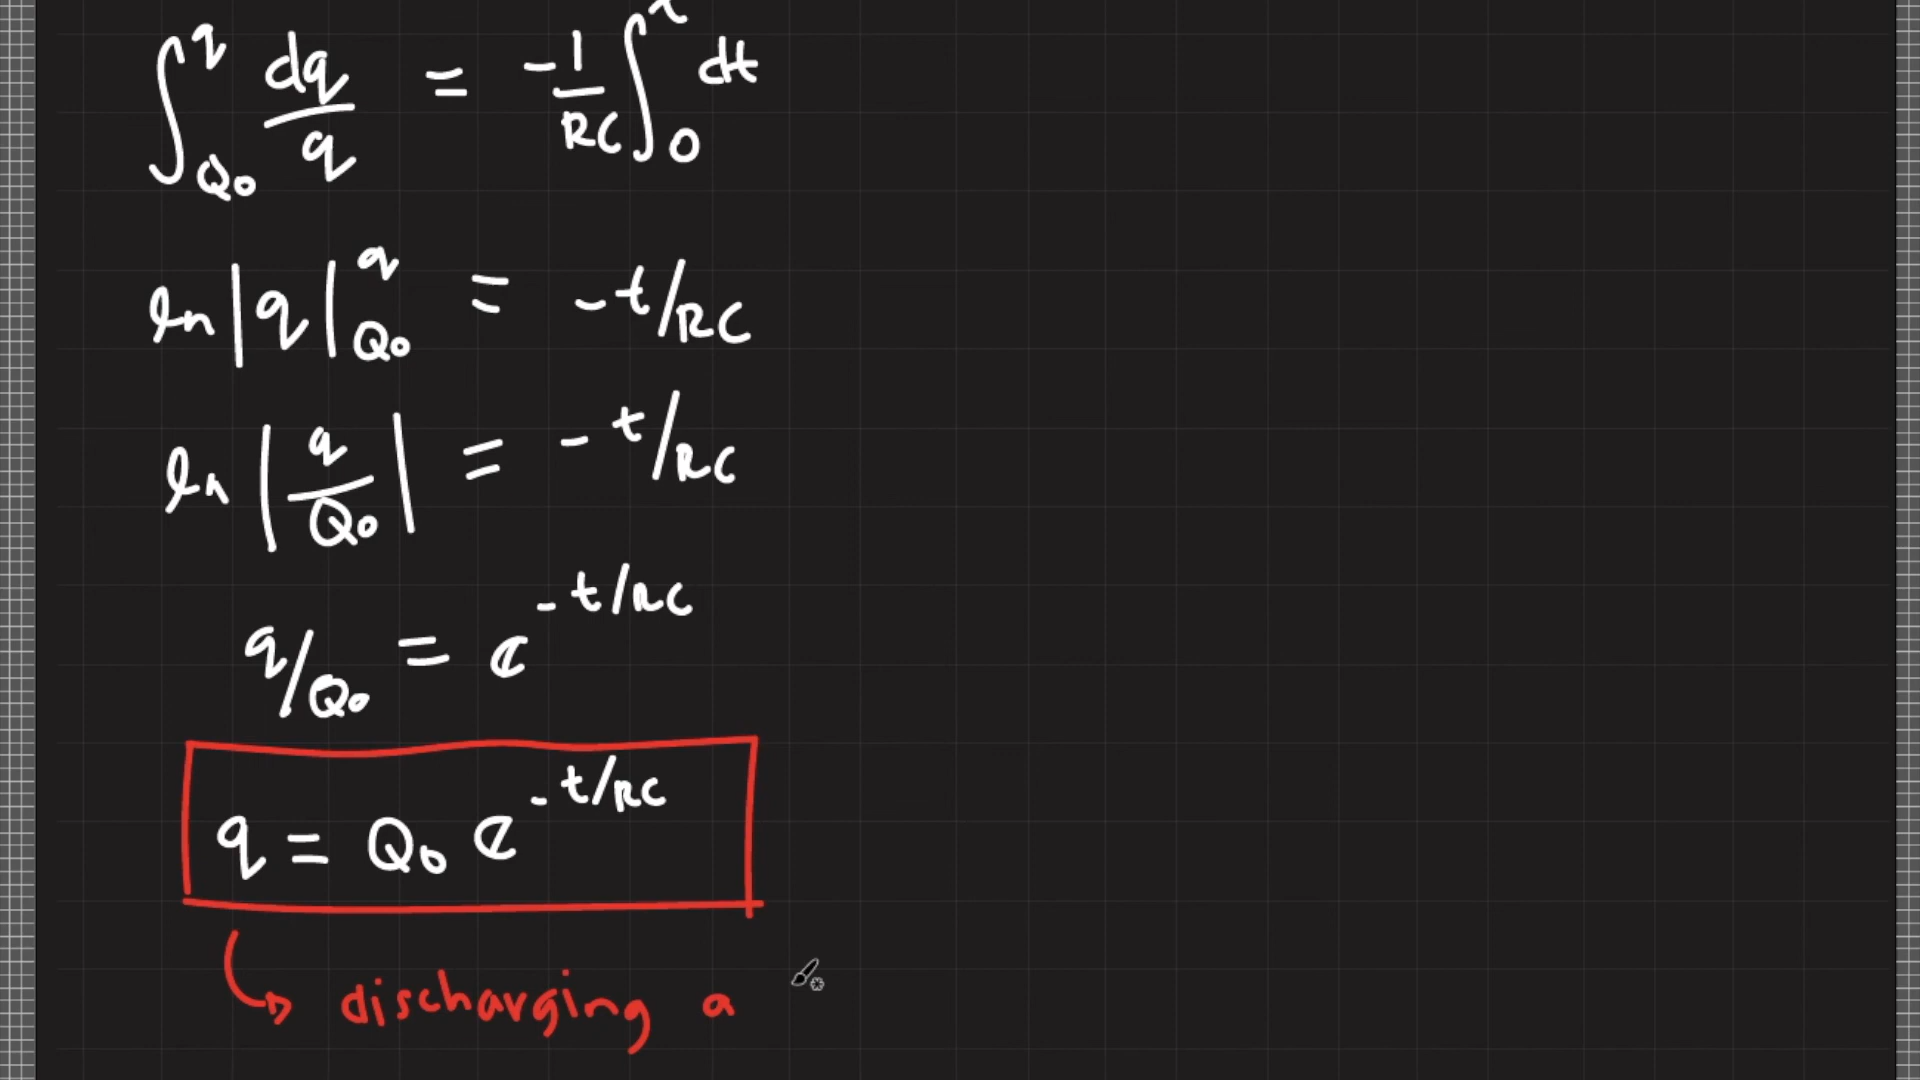 ∫_{Q₀}^{q} dq/q = -1/RC ∫_{0}^{t} dt
ln|q|_{Q₀}^{q} = -t/RC
ln|q/Q₀| = -t/RC
q/Q₀ = e^{-t/RC}
q = Q₀ e^{-t/RC}
↳ discharging a